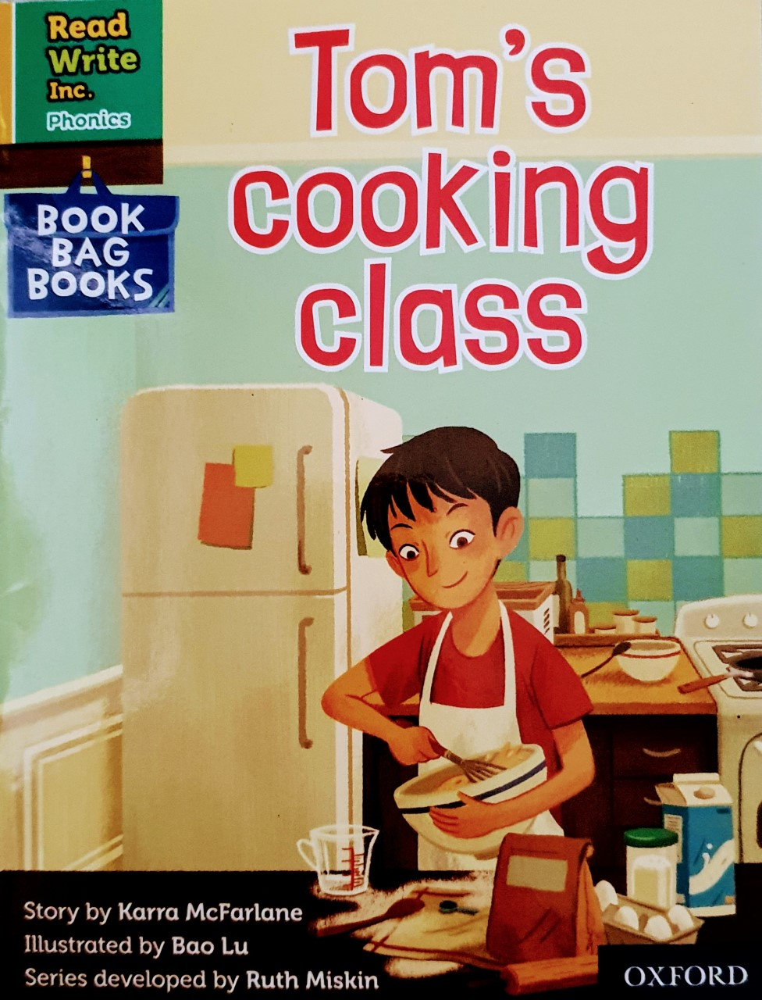 Read
Write
Inc.
Phonics
BOOK
BAG
BOOKS
Tom's
cooking
class
Story by Karra McFarlane
Illustrated by Bao Lu
Series developed by Ruth Miskin
OXFORD